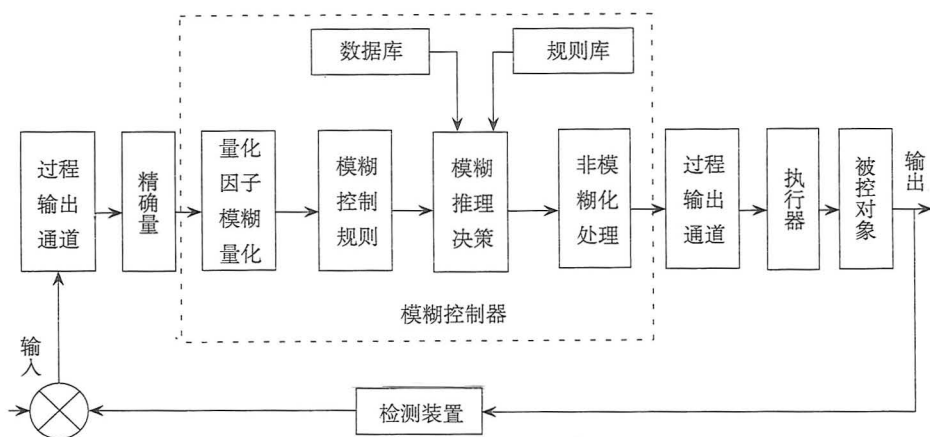 数据库
规则库
过程
输出
通道
精确量
量化
因子
模糊
量化
模糊
控制
规则
模糊
推理
决策
非模
糊化
处理
过程
输出
通道
执行器
被控对象
输出
模糊控制器
输入
检测装置